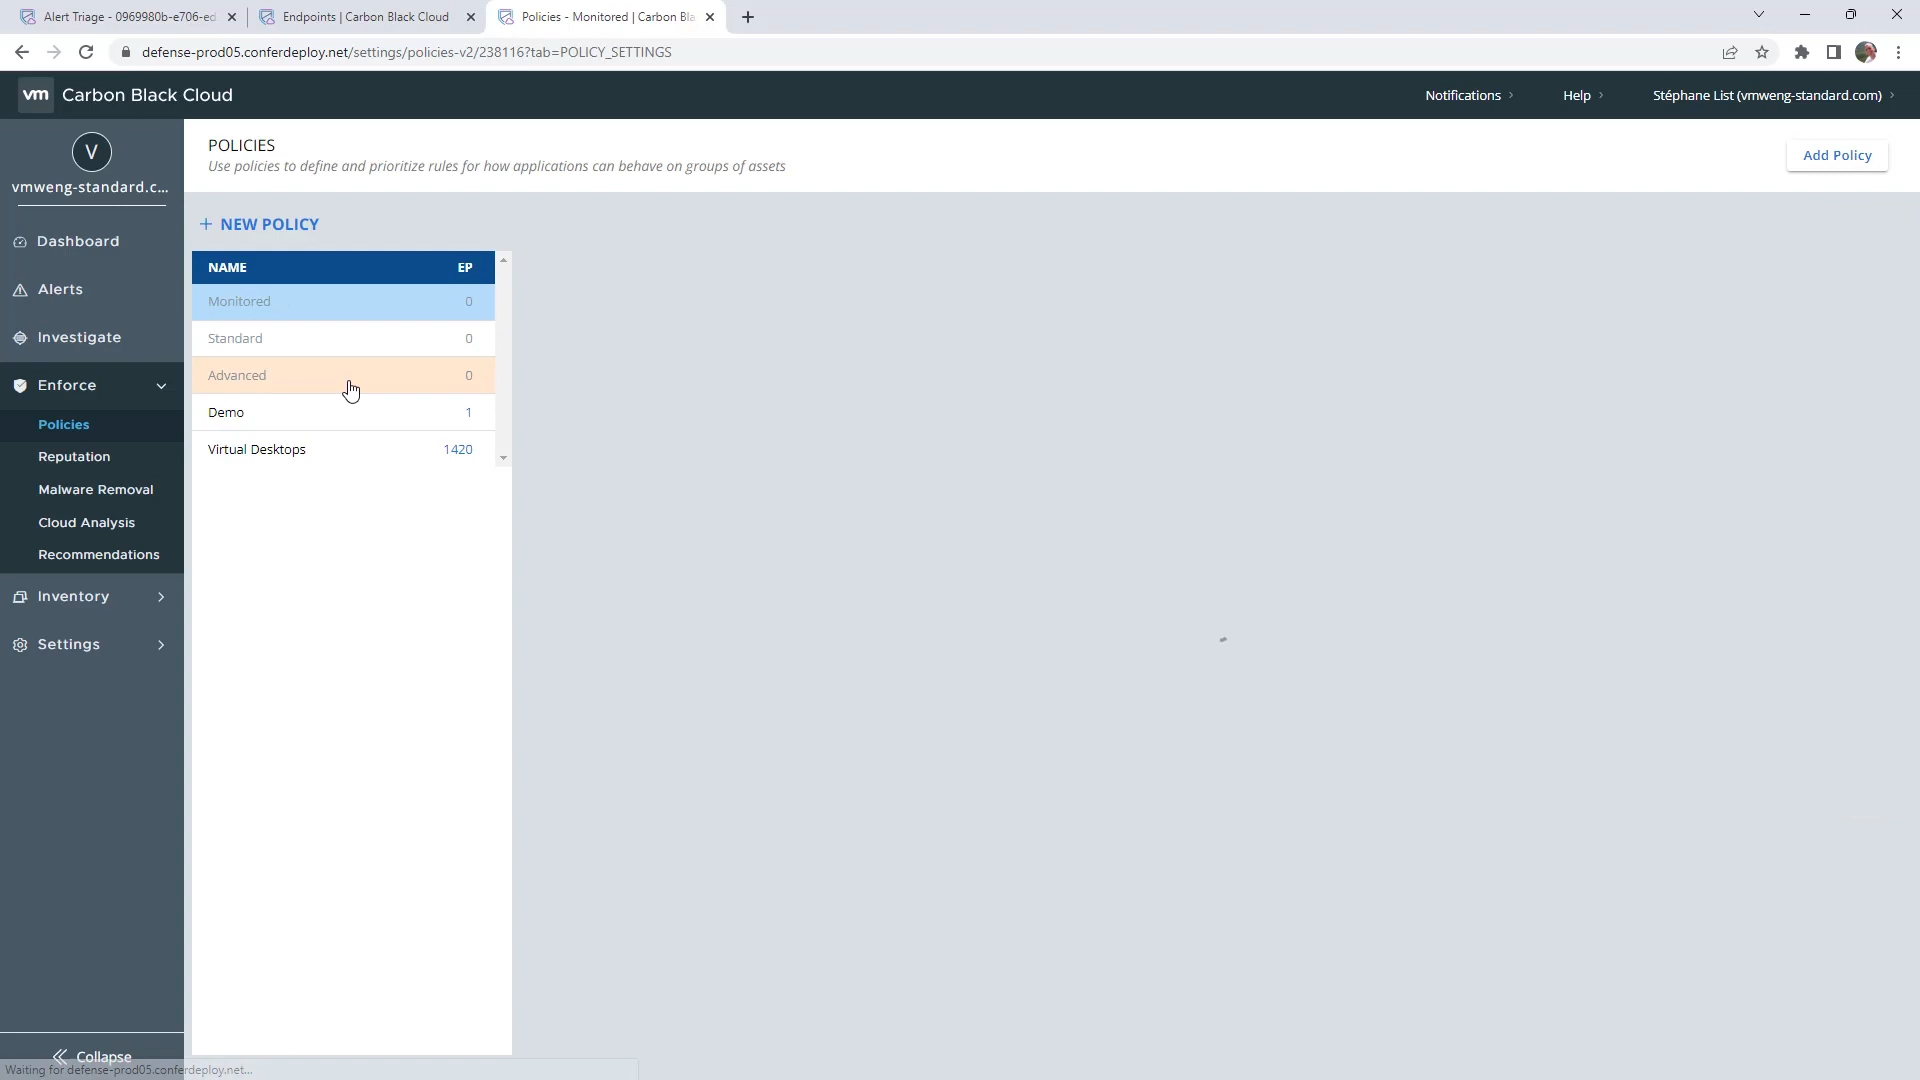 Alert Triage - 0969980b-e706-ed
Endpoints | Carbon Black Cloud
Policies - Monitored | Carbon Bla
defense-prod05.conferdeploy.net/settings/policies-v2/238116?tab=POLICY_SETTINGS
vm Carbon Black Cloud
Notifications
Help
Stéphane List (vmweng-standard.com)
V
vmweng-standard.c...
Dashboard
Alerts
Investigate
Enforce
Policies
Reputation
Malware Removal
Cloud Analysis
Recommendations
Inventory
Settings
Collapse
Waiting for defense-prod05.conferdeploy.net...
POLICIES
Use policies to define and prioritize rules for how applications can behave on groups of assets
Add Policy
+ NEW POLICY
NAME EP
Monitored 0
Standard 0
Advanced 0
Demo 1
Virtual Desktops 1420